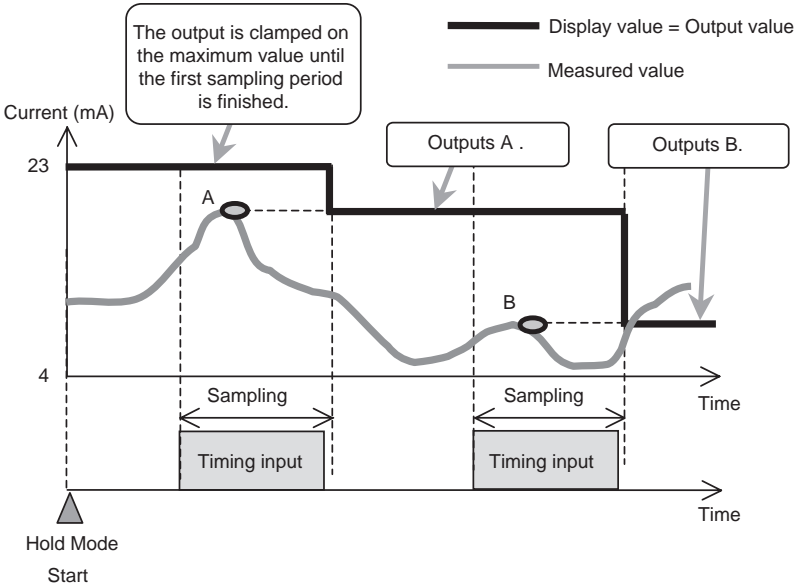 The output is clamped on
the maximum value until
the first sampling period
is finished.
Display value = Output value
Measured value
Current (mA)
Outputs A .
Outputs B.
23
A
B
4
Sampling
Sampling
Time
Timing input
Timing input
Time
Hold Mode
Start